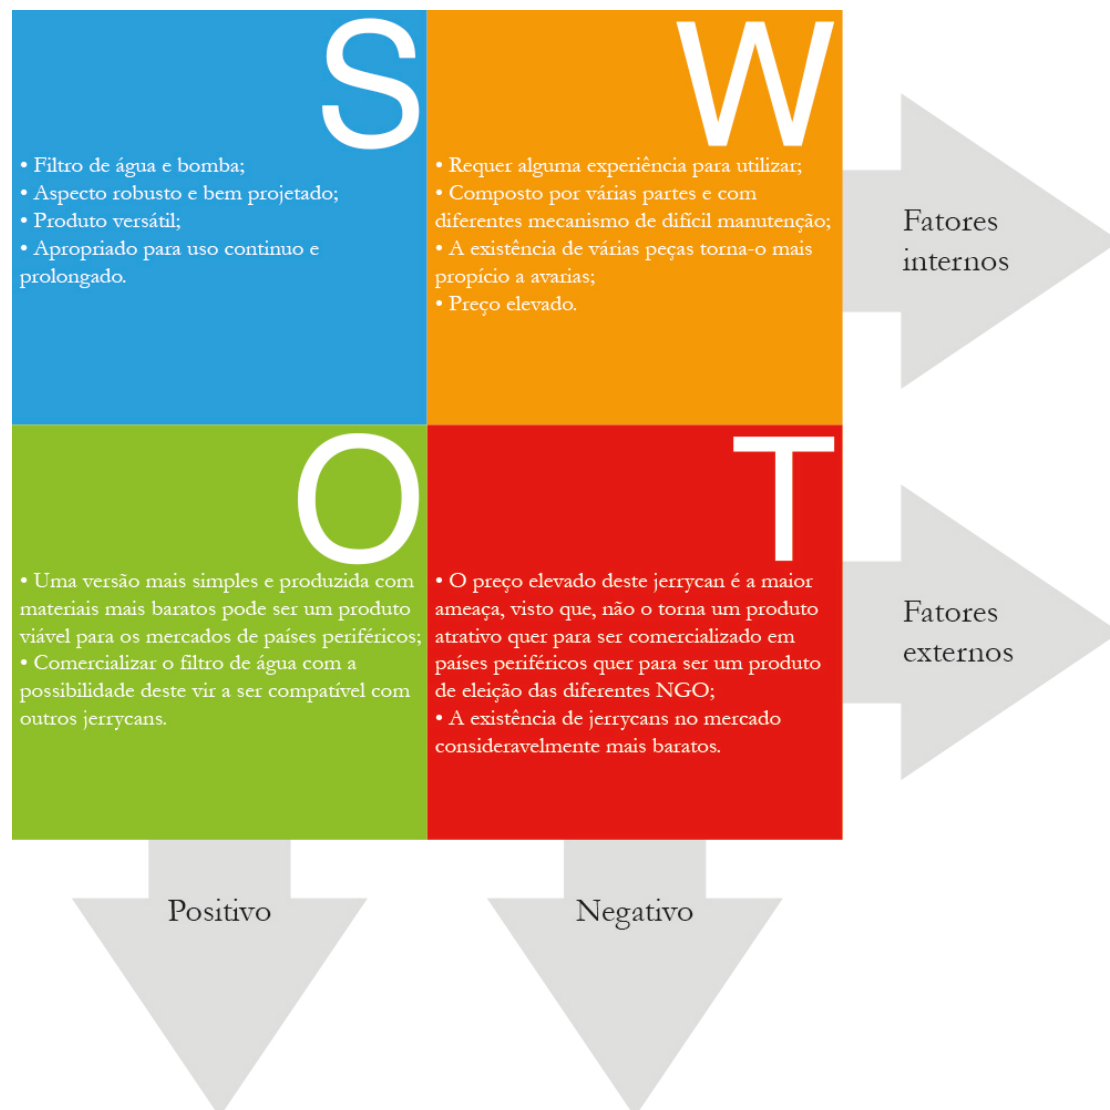 S
• Filtro de água e bomba;
• Aspecto robusto e bem projetado;
• Produto versátil;
• Apropriado para uso continuo e
prolongado.
W
• Requer alguma experiência para utilizar;
• Composto por várias partes e com
diferentes mecanismo de difícil manutenção;
• A existência de várias peças torna-o mais
propício a avarias;
• Preço elevado.
Fatores
internos
O
• Uma versão mais simples e produzida com
materiais mais baratos pode ser um produto
viável para os mercados de países periféricos;
• Comercializar o filtro de água com a
possibilidade deste vir a ser compatível com
outros jerrycans.
T
• O preço elevado deste jerrycan é a maior
ameaça, visto que, não o torna um produto
atrativo quer para ser comercializado em
países periféricos quer para ser um produto
de eleição das diferentes NGO;
• A existência de jerrycans no mercado
consideravelmente mais baratos.
Fatores
externos
Positivo
Negativo